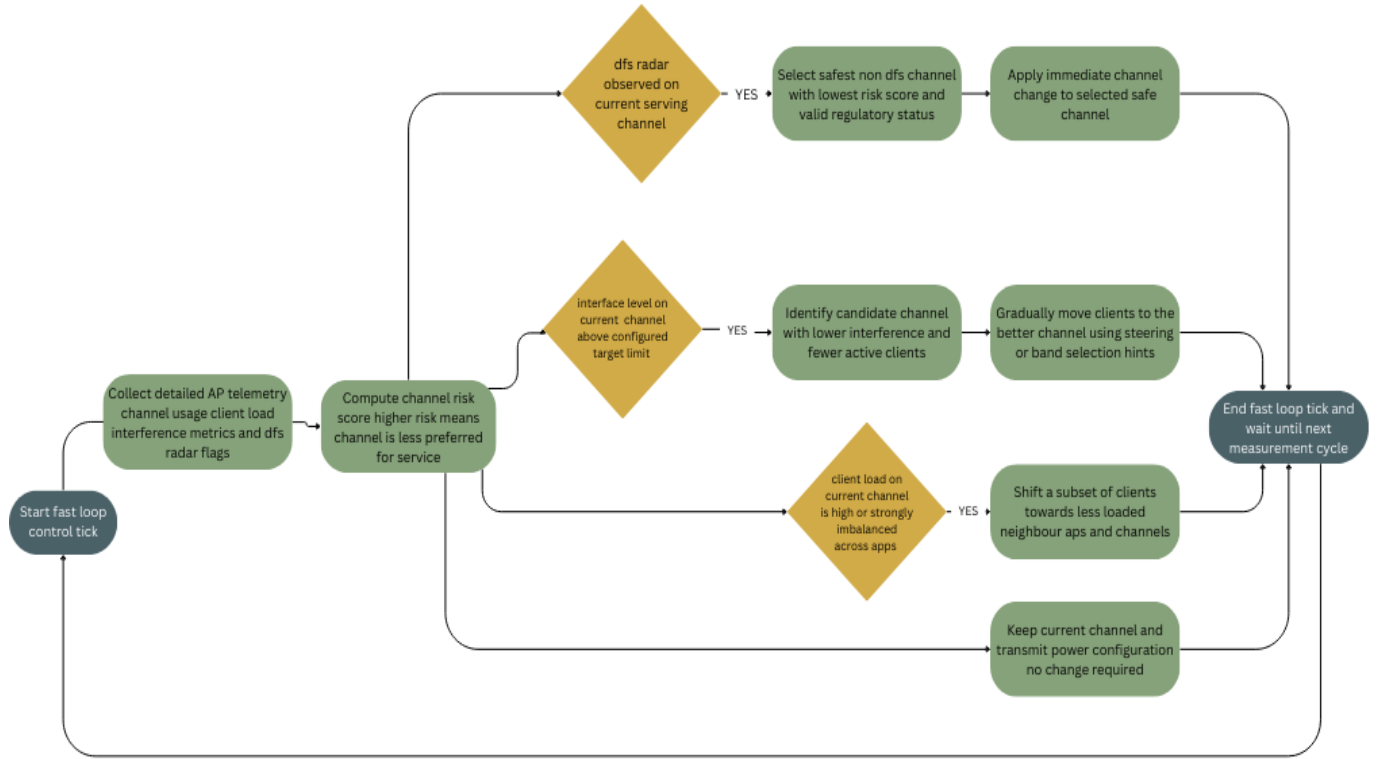 dfs radar
observed on
current serving
channel
YES
Select safest non dfs channel
with lowest risk score and
valid regulatory status
Apply immediate channel
change to selected safe
channel
interface level on
current channel
above configured
target limit
YES
Identify candidate channel
with lower interference and
fewer active clients
Gradually move clients to the
better channel using steering
or band selection hints
Collect detailed AP telemetry
channel usage client load
interference metrics and dfs
radar flags
Compute channel risk
score higher risk means
channel is less preferred
for service
End fast loop tick and
wait until next
measurement cycle
Start fast loop
control tick
client load on
current channel
is high or strongly
imbalanced
across apps
YES
Shift a subset of clients
towards less loaded
neighbour aps and channels
Keep current channel and
transmit power configuration
no change required